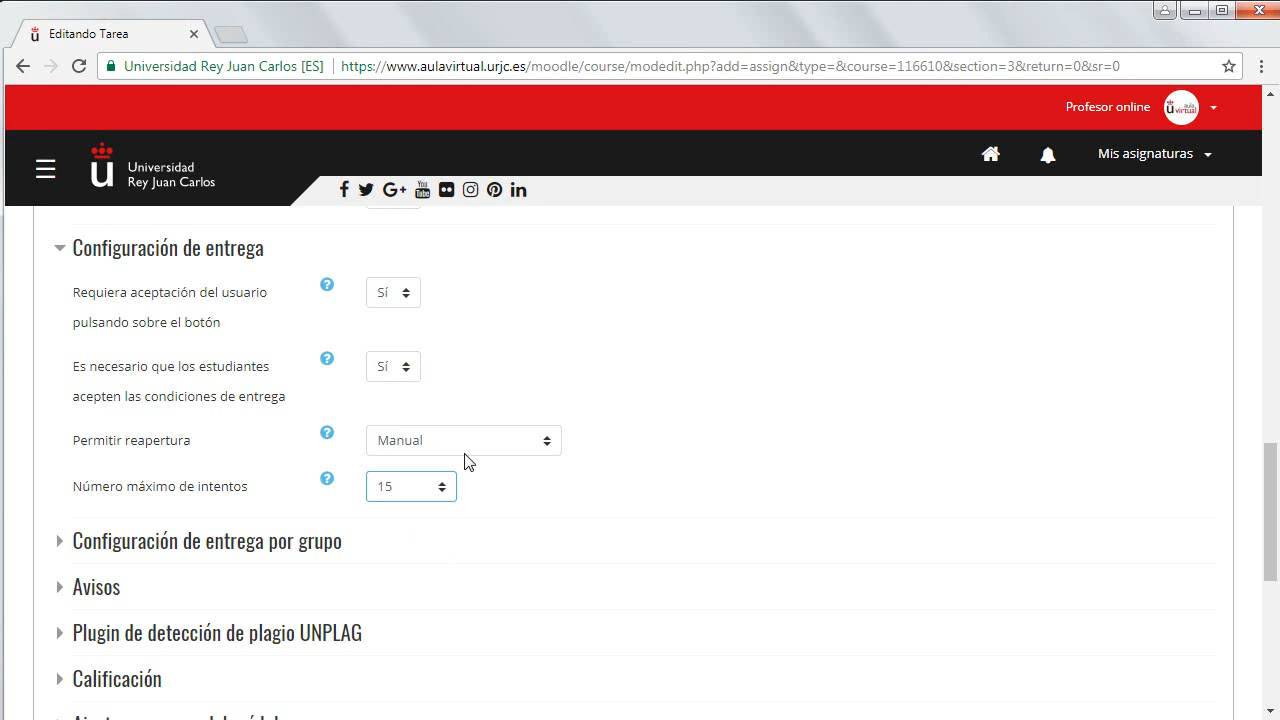 Editando Tarea
Universidad Rey Juan Carlos [ES]
https://www.aulavirtual.urjc.es/moodle/course/modedit.php?add=assign&type=&course=116610&section=3&return=0&sr=0
Profesor online
aula
virtual
Universidad
Rey Juan Carlos
Mis asignaturas
Configuración de entrega
Requiera aceptación del usuario
pulsando sobre el botón
Sí
Es necesario que los estudiantes
acepten las condiciones de entrega
Sí
Permitir reapertura
Manual
Número máximo de intentos
15
Configuración de entrega por grupo
Avisos
Plugin de detección de plagio UNPLAG
Calificación